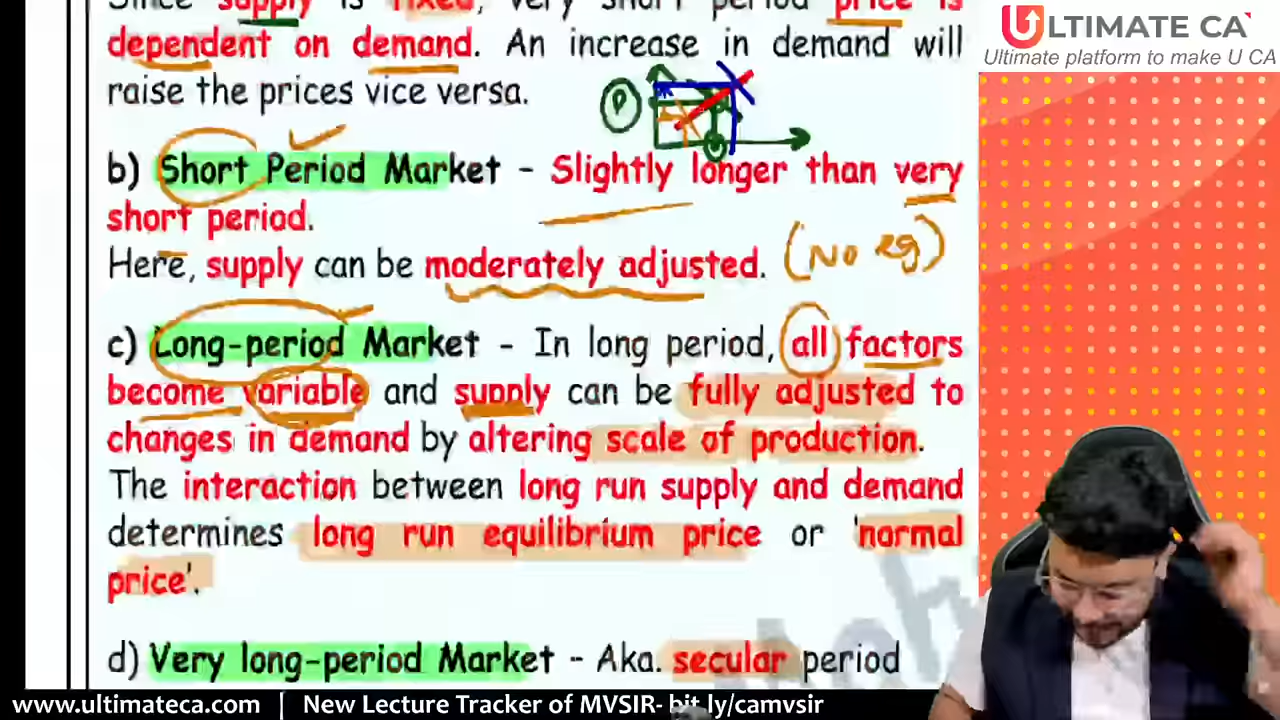 Since supply is fixed, very short period price is
dependent on demand. An increase in demand will
raise the prices vice versa.
P
b) Short Period Market - Slightly longer than very
short period.
Here, supply can be moderately adjusted. (No eg)
c) Long-period Market - In long period, all factors
become variable and supply can be fully adjusted to
changes in demand by altering scale of production.
The interaction between long run supply and demand
determines long run equilibrium price or 'normal
price'.
d) Very long-period Market - Aka. secular period
ULTIMATE CA
Ultimate platform to make U CA
www.ultimateca.com | New Lecture Tracker of MVSIR- bit ly/camvsir